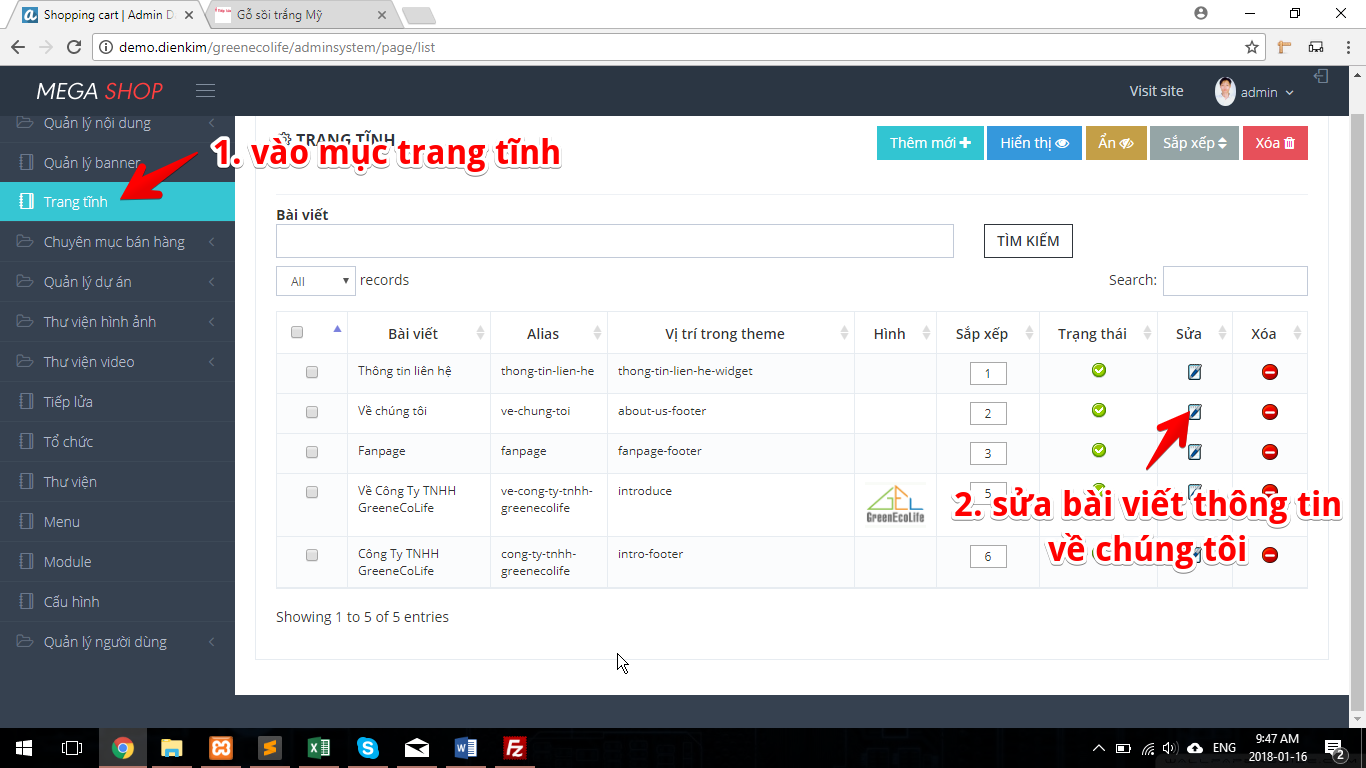 Shopping cart | Admin D
Gỗ sồi trắng Mỹ
demo.dienkim/greenecolife/adminsystem/page/list
MEGA SHOP
Visit site
admin
Quản lý nội dung
Quản lý banner
Trang tĩnh
Chuyên mục bán hàng
Quản lý dự án
Thư viện hình ảnh
Thư viện video
Tiếp lửa
Tổ chức
Thư viện
Menu
Module
Cấu hình
Quản lý người dùng
TRANG TĨNH
1. vào mục trang tĩnh
Thêm mới
Hiển thị
Ẩn
Sắp xếp
Xóa
Bài viết
TÌM KIẾM
All records
Search:
Bài viết Alias Vị trí trong theme Hình Sắp xếp Trạng thái Sửa Xóa
Thông tin liên hệ thong-tin-lien-he thong-tin-lien-he-widget 1
Về chúng tôi ve-chung-toi about-us-footer 2
Fanpage fanpage fanpage-footer 3
Về Công Ty TNHH GreeneCoLife ve-cong-ty-tnhh-greenecolife introduce GEL GreenEcoLife 5
Công Ty TNHH GreeneCoLife cong-ty-tnhh-greenecolife intro-footer 6
2. sửa bài viết thông tin
về chúng tôi
Showing 1 to 5 of 5 entries
ENG
9:47 AM
2018-01-16
2